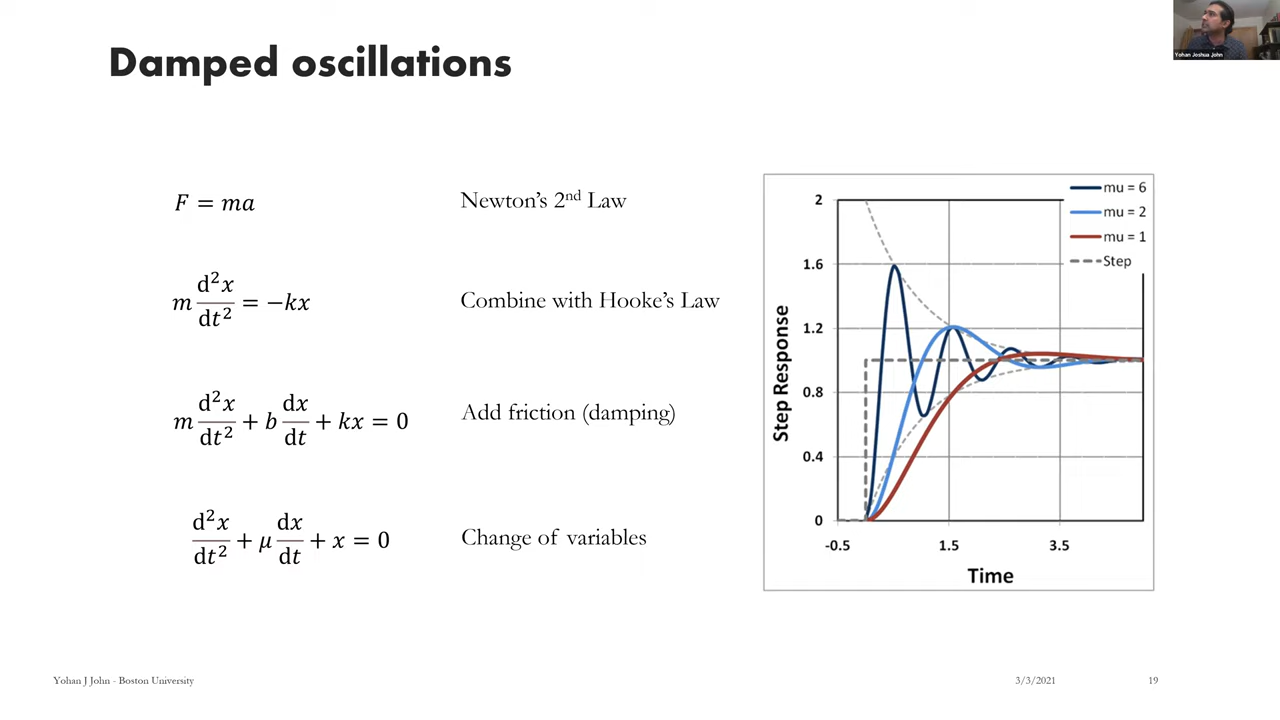 Damped oscillations
Yohan Joshua John
F = ma
Newton's 2nd Law
m d²x/dt² = −kx
Combine with Hooke's Law
m d²x/dt² + b dx/dt + kx = 0
Add friction (damping)
d²x/dt² + μ dx/dt + x = 0
Change of variables
mu = 6
mu = 2
mu = 1
Step
2
1.6
1.2
0.8
0.4
0
Step Response
-0.5 1.5 3.5
Time
Yohan J John - Boston University 3/3/2021 19